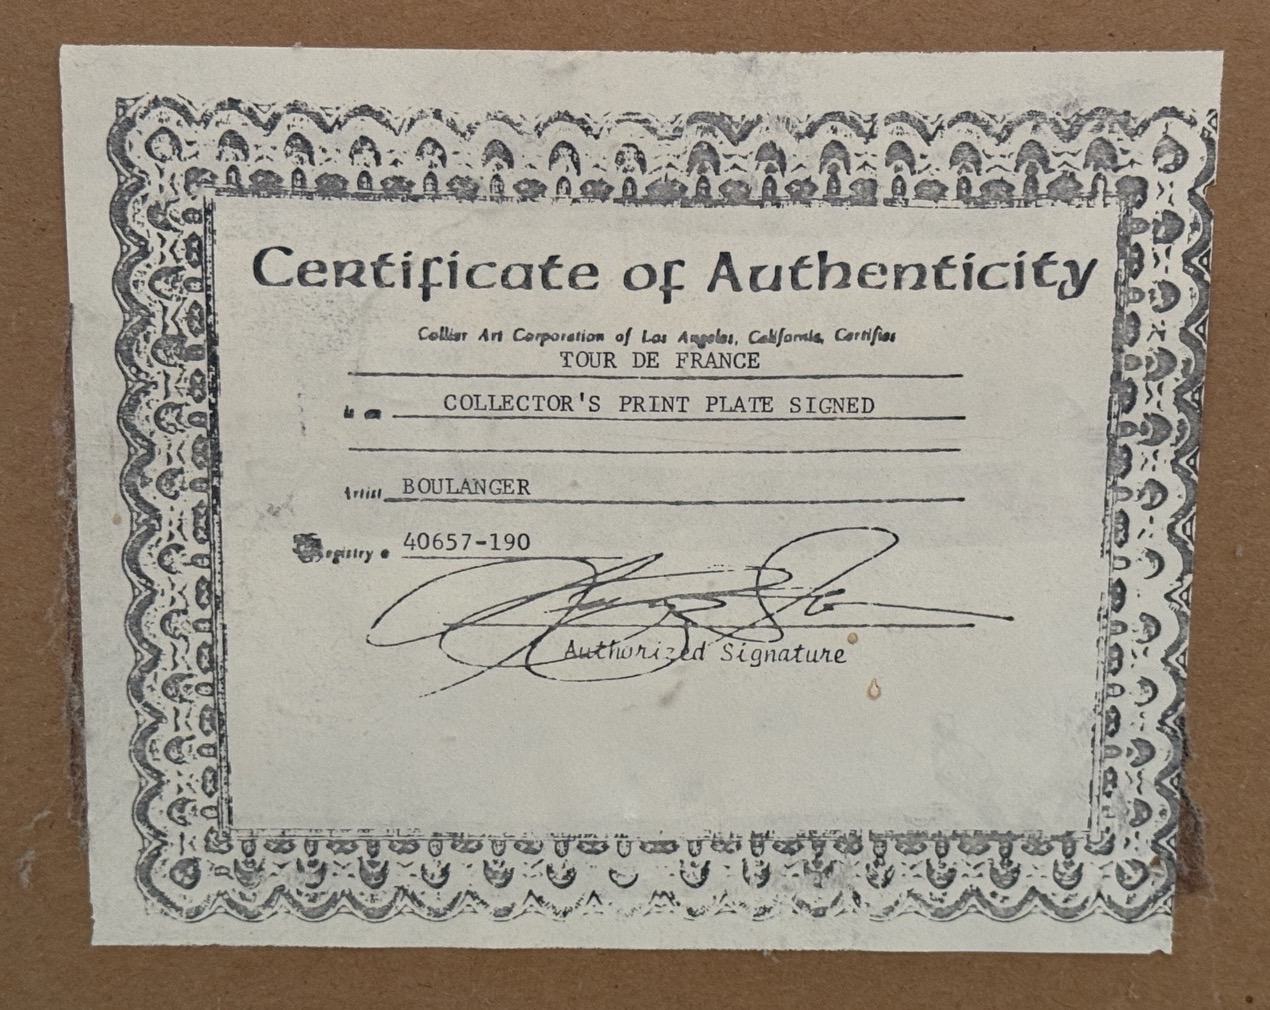 Certificate of Authenticity
Collier Art Corporation of Los Angeles, California, Certifies
TOUR DE FRANCE
is a COLLECTOR'S PRINT PLATE SIGNED
Artist BOULANGER
Registry # 40657-190
Authorized Signature